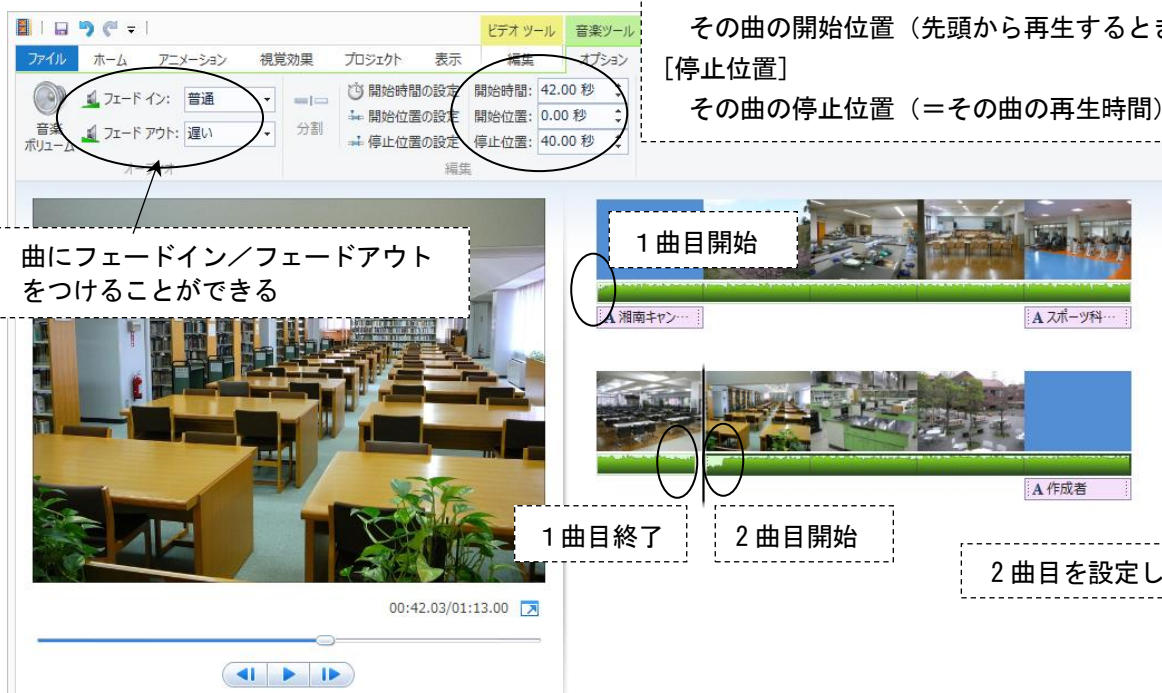 ビデオ ツール
音楽ツール
ファイル
ホーム
アニメーション
視覚効果
プロジェクト
表示
編集
オプション
音楽
ボリューム
フェード イン:
普通
フェード アウト:
遅い
オーディオ
分割
開始時間の設定
開始時間: 42.00 秒
開始位置の設定
開始位置: 0.00 秒
停止位置の設定
停止位置: 40.00 秒
編集
その曲の開始位置（先頭から再生するとき
[停止位置]
その曲の停止位置（＝その曲の再生時間）
曲にフェードイン／フェードアウト
をつけることができる
1曲目開始
A 湘南キャン…
A スポーツ科…
A 作成者
1曲目終了
2曲目開始
2曲目を設定し
00:42.03/01:13.00